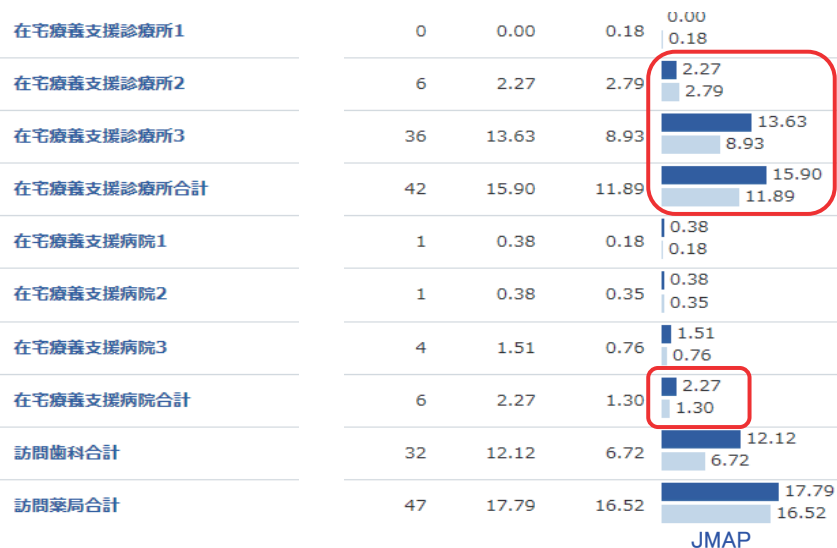 在宅療養支援診療所1 0 0.00 0.18 0.00 0.18
在宅療養支援診療所2 6 2.27 2.79 2.27 2.79
在宅療養支援診療所3 36 13.63 8.93 13.63 8.93
在宅療養支援診療所合計 42 15.90 11.89 15.90 11.89
在宅療養支援病院1 1 0.38 0.18 0.38 0.18
在宅療養支援病院2 1 0.38 0.35 0.38 0.35
在宅療養支援病院3 4 1.51 0.76 1.51 0.76
在宅療養支援病院合計 6 2.27 1.30 2.27 1.30
訪問歯科合計 32 12.12 6.72 12.12 6.72
訪問薬局合計 47 17.79 16.52 17.79 16.52
JMAP